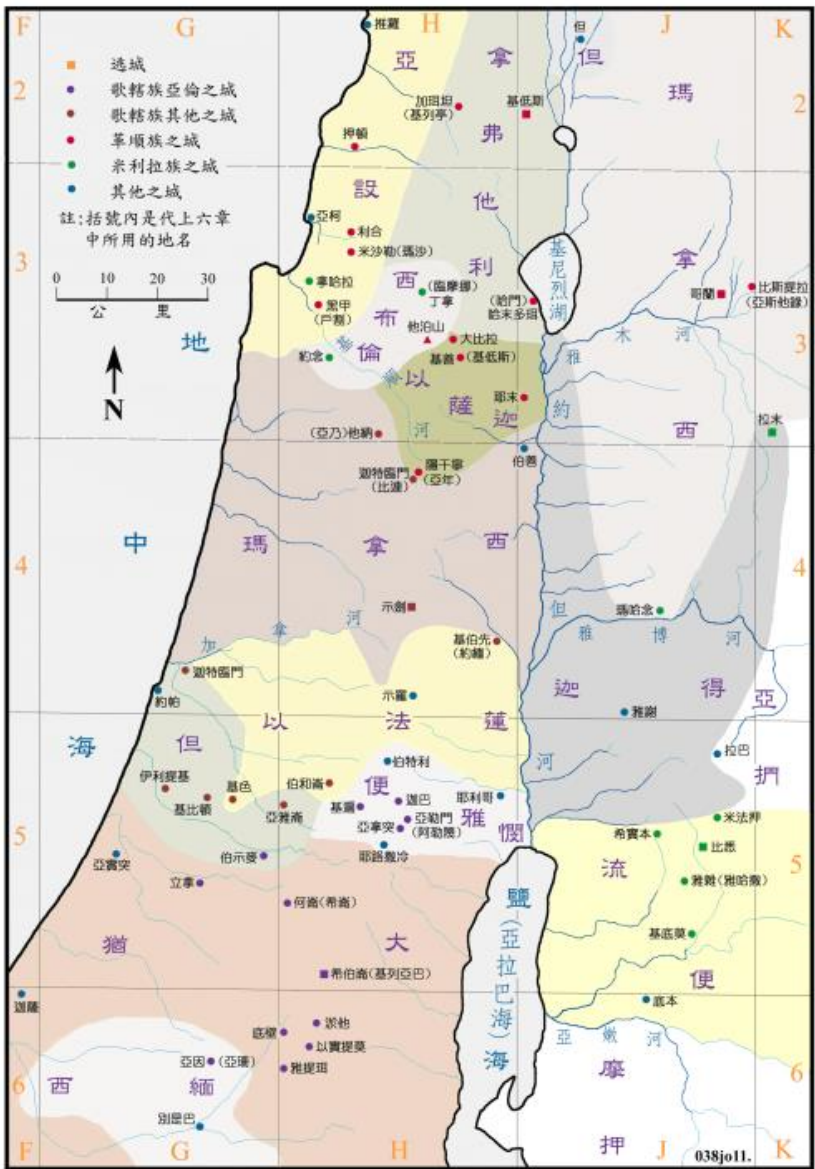 F G H J K
2
3
4
5
6
逃城
歌轄族亞倫之城
歌轄族其他之城
革順族之城
米利拉族之城
其他之城
註:括號內是代上六章
中所用的地名
0 10 20 30
公里
N
推羅
亞設
拿弗他利
但
瑪拿西
加珥坦
(基列亭)
基低斯
押頓
亞柯
利合
米沙勒(瑪沙)
拿哈拉
黑甲
(戶割)
西布倫
(臨摩挪)
丁拿
(哈門)
哈末多珥
基尼烈湖
哥蘭
比斯提拉
(亞斯他錄)
3
地中海
他泊山
大比拉
基善(基低斯)
約念
基順河
以薩迦
耶末
雅木河
約但河
拉末
(亞乃)他納
伯善
迦特臨門
(比連)
隱干寧
(亞年)
瑪拿西
4
示劍
瑪哈念
雅博河
加拿河
基伯先
(約緬)
迦特臨門
約帕
示羅
以法蓮
迦得
亞捫
雅謝
拉巴
但
伯特利
便雅憫
伊利提基
基比頓
基色
伯和崙
亞雅崙
基遍
迦巴
耶利哥
亞勒門
(阿勒篾)
亞拿突
耶路撒冷
米法押
希實本
比悉
5
亞實突
伯示麥
立拿
何崙(希崙)
流便
雅雜(雅哈撒)
基底莫
鹽(亞拉巴海)海
猶大
希伯崙(基列亞巴)
迦薩
底本
亞嫩河
底璧
淤他
以實提莫
亞因(亞珊)
雅提珥
西緬
別是巴
摩押
6
F G H J K
038jo11.